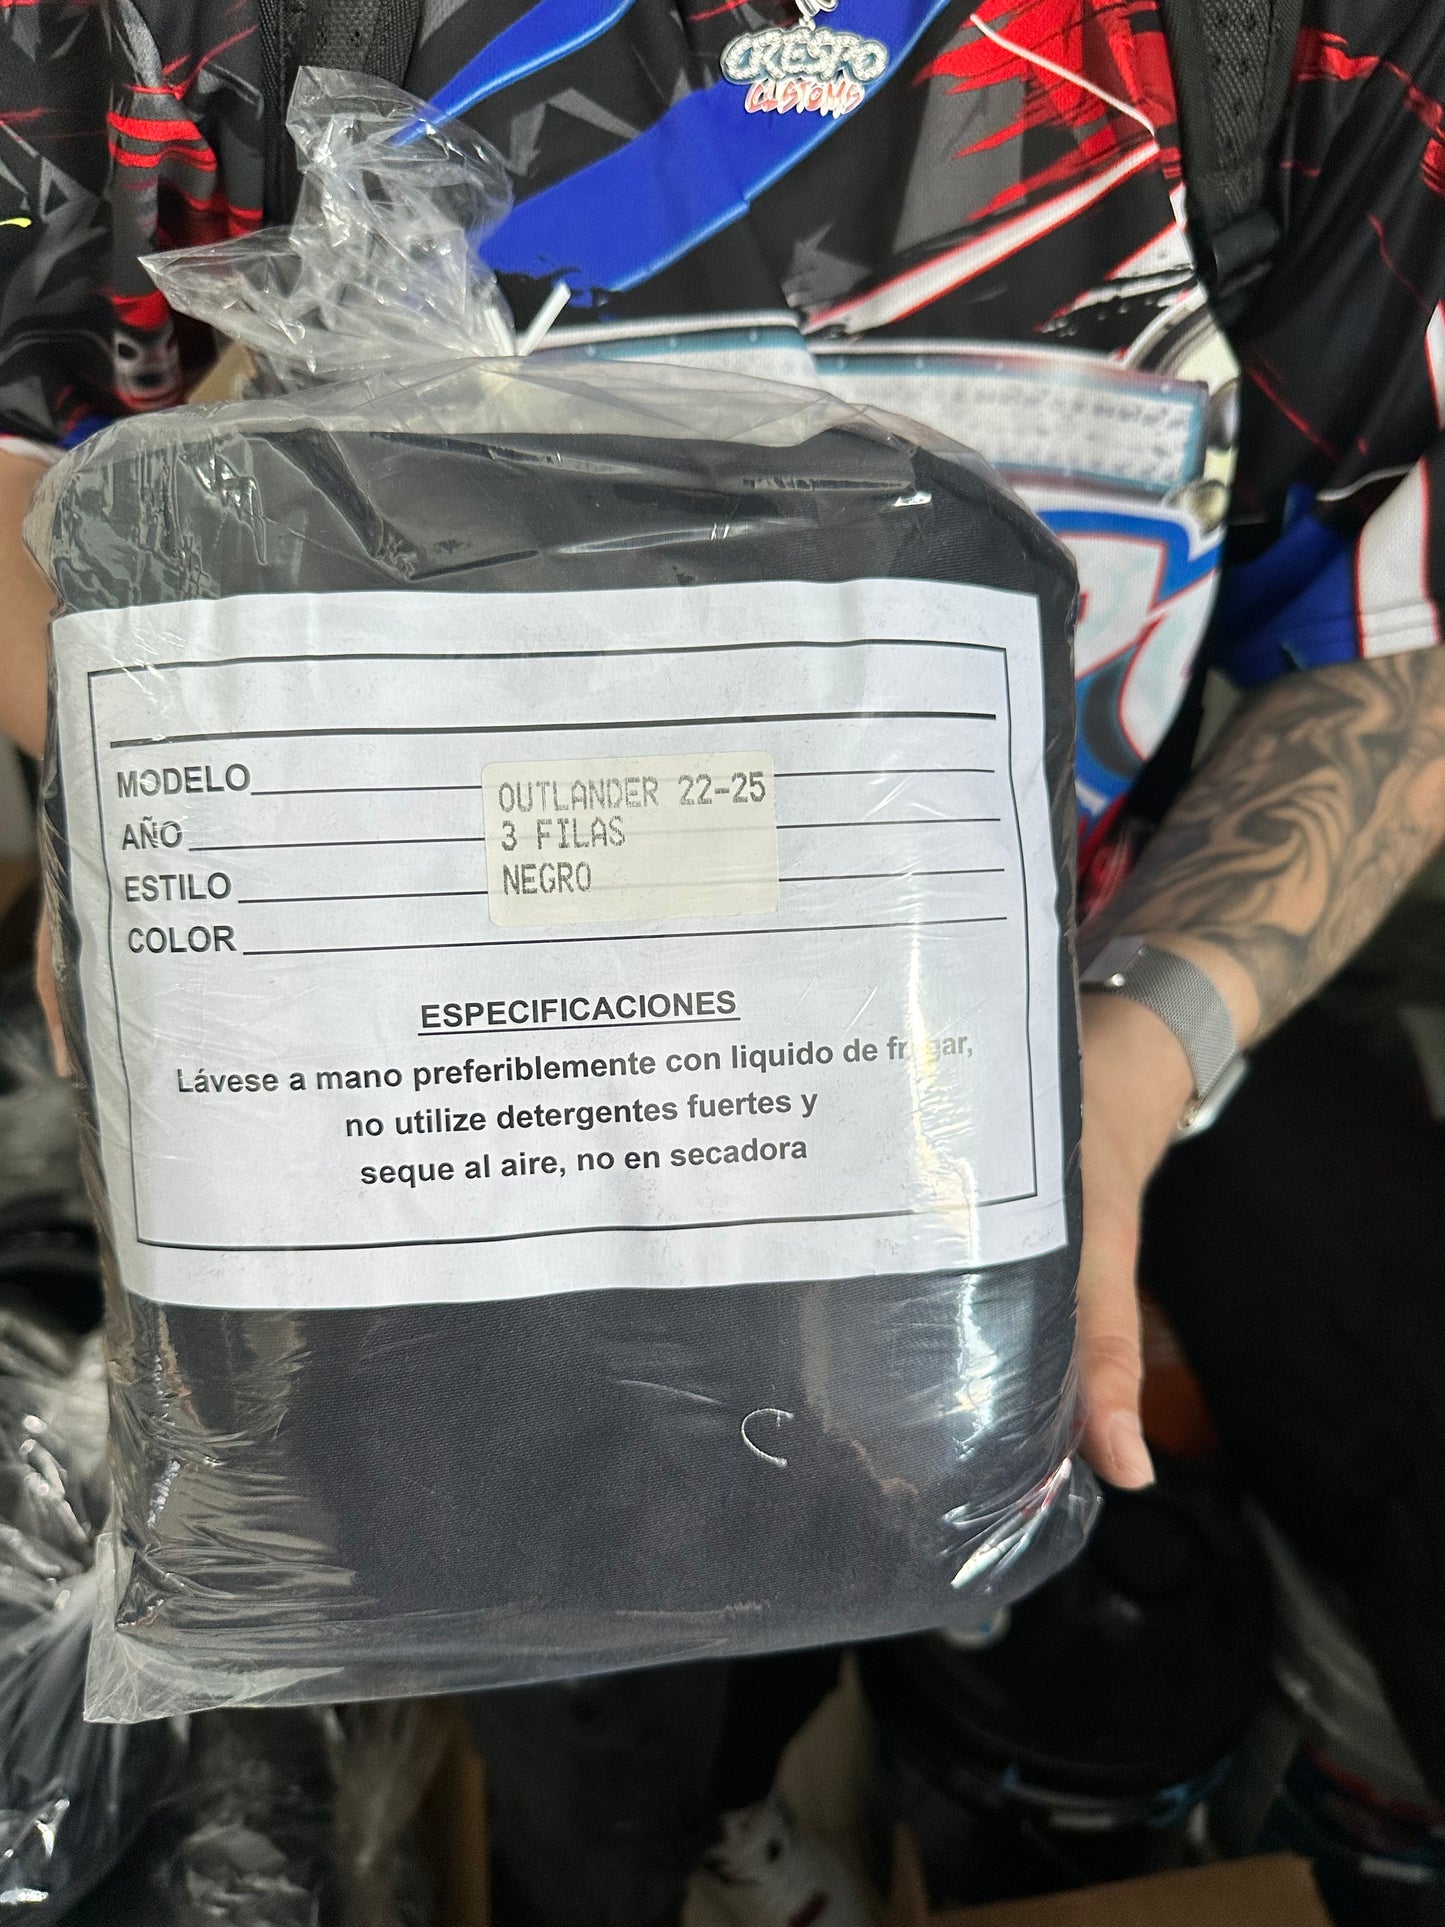 CRESPO
CUSTOMS
MODELO
OUTLANDER 22-25
AÑO
3 FILAS
ESTILO
NEGRO
COLOR
ESPECIFICACIONES
Lávese a mano preferiblemente con liquido de fregar,
no utilize detergentes fuertes y
seque al aire, no en secadora